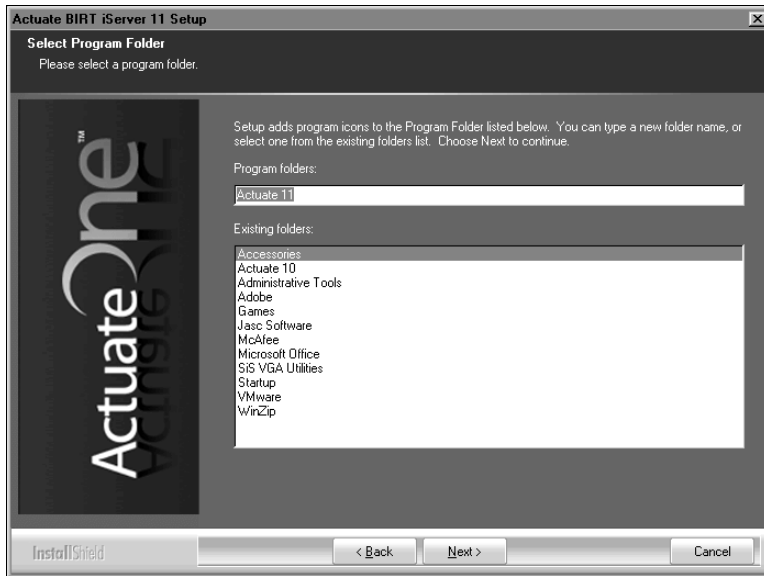 Actuate BIRT iServer 11 Setup
Select Program Folder
Please select a program folder.
Setup adds program icons to the Program Folder listed below. You can type a new folder name, or
select one from the existing folders list. Choose Next to continue.
Program folders:
Actuate 11
Existing folders:
Accessories
Actuate 10
Administrative Tools
Adobe
Games
Jasc Software
McAfee
Microsoft Office
SiS VGA Utilities
Startup
VMware
WinZip
ActuateOne™
InstallShield
< Back
Next >
Cancel